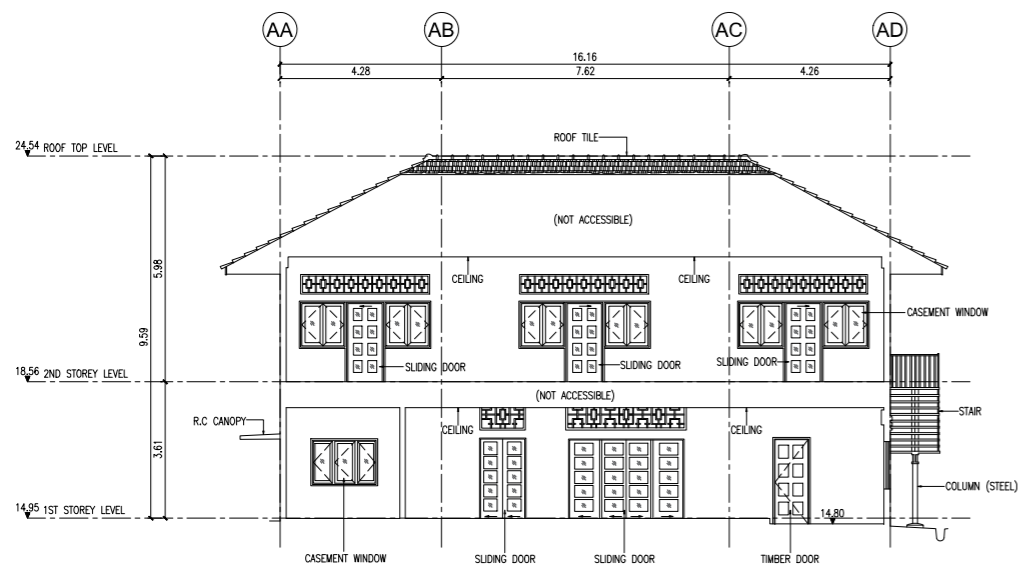 AA AB AC AD
16.16
4.28 7.62 4.26
ROOF TILE
24.54 ROOF TOP LEVEL
(NOT ACCESSIBLE)
5.98
CEILING CEILING
9.59
CASEMENT WINDOW
SLIDING DOOR SLIDING DOOR SLIDING DOOR
18.56 2ND STOREY LEVEL
(NOT ACCESSIBLE)
R.C CANOPY
STAIR
CEILING CEILING
3.61
COLUMN (STEEL)
14.95 1ST STOREY LEVEL
14.80
CASEMENT WINDOW SLIDING DOOR SLIDING DOOR TIMBER DOOR